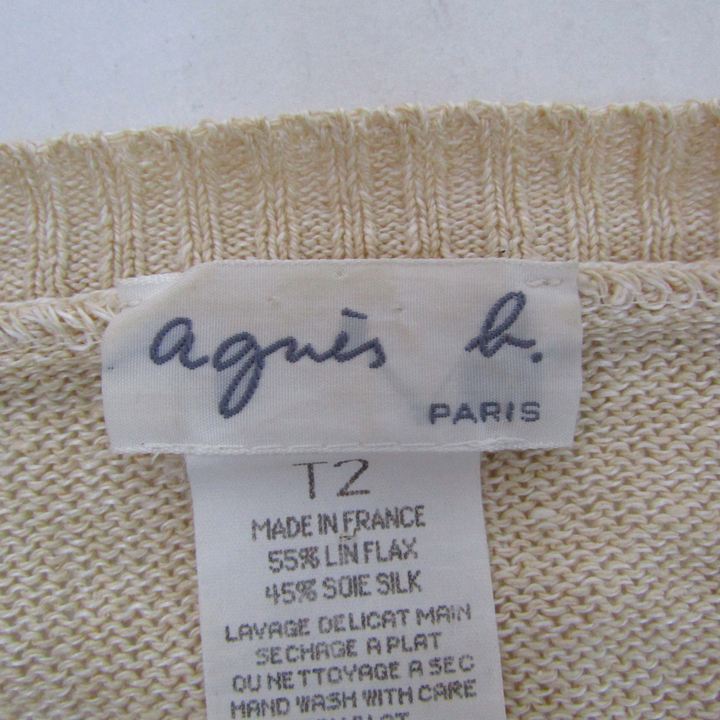 agnès b.
PARIS
T2
MADE IN FRANCE
55% LIN FLAX
45% SOIE SILK
LAVAGE DELICAT MAIN
SECHAGE A PLAT
OU NETTOYAGE A SEC
HAND WASH WITH CARE